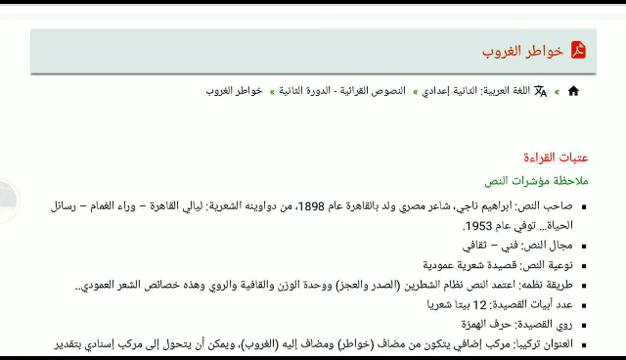 خواطر الغروب
اللغة العربية: الثانية إعدادي » النصوص القرائية - الدورة الثانية » خواطر الغروب
عتبات القراءة
ملاحظة مؤشرات النص
صاحب النص: ابراهيم ناجي، شاعر مصري ولد بالقاهرة عام 1898، من دواوينه الشعرية: ليالي القاهرة – وراء الغمام – رسائل
الحياة... توفي عام 1953.
مجال النص: فني – ثقافي
نوعية النص: قصيدة شعرية عمودية
طريقة نظمه: اعتمد النص نظام الشطرين (الصدر والعجز) ووحدة الوزن والقافية والروي وهذه خصائص الشعر العمودي..
عدد أبيات القصيدة: 12 بيتا شعريا
روي القصيدة: حرف الهمزة
العنوان تركيبا: مركب إضافي يتكون من مضاف (خواطر) ومضاف إليه (الغروب)، ويمكن أن يتحول إلى مركب إسنادي بتقدير